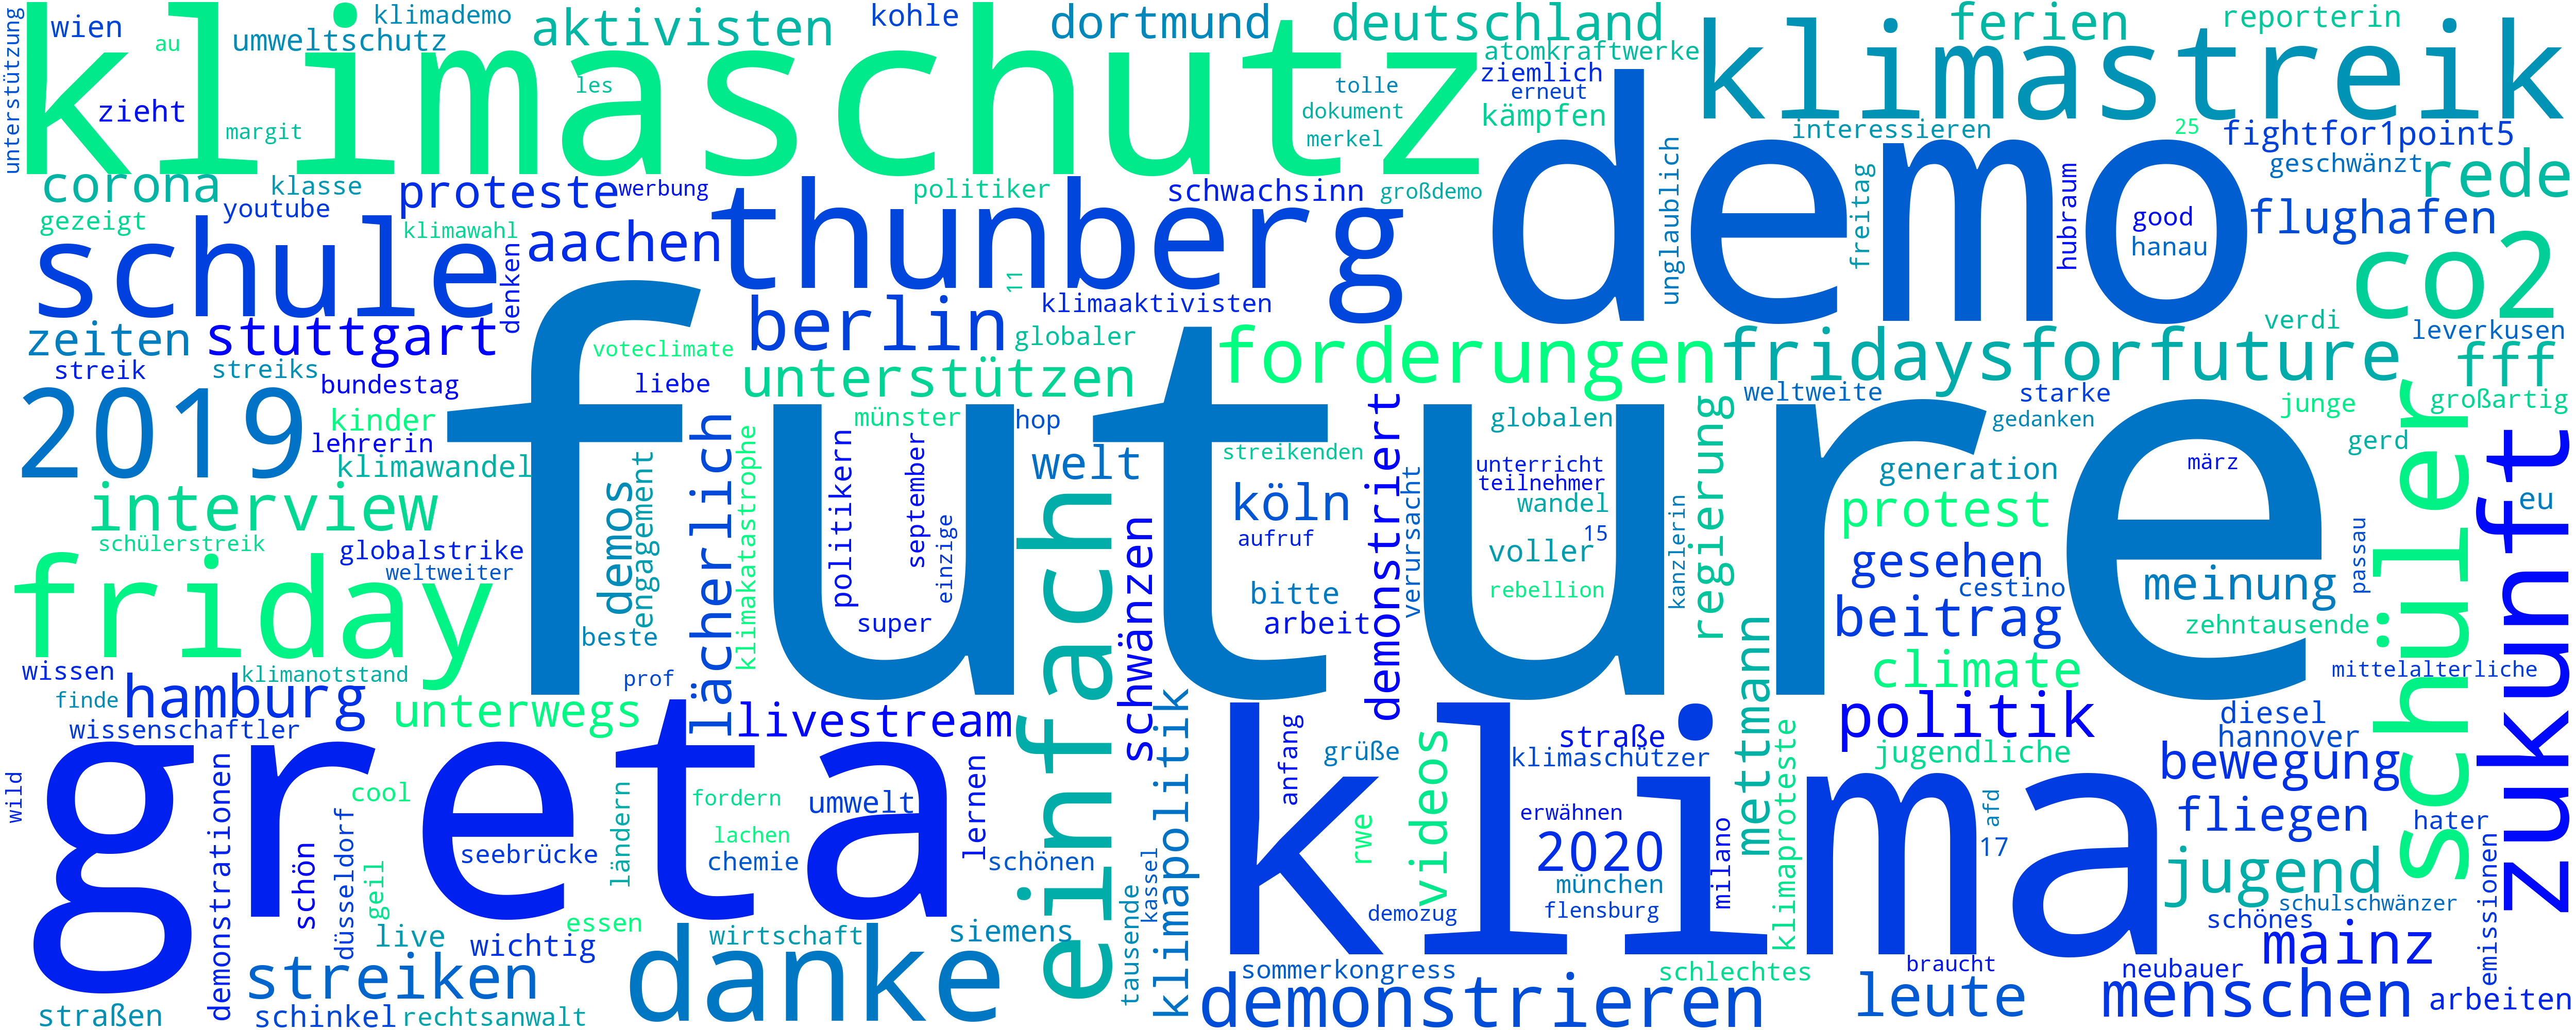 unterstützung
wien
au
klimademo
umweltschutz
aktivisten
kohle
dortmund
deutschland
ferien
reporterin
klimaschutz
zieht
margit
les
tolle
dokument
merkel
atomkraftwerke
ziemlich
erneut
kämpfen
klimastreik
interessieren
25
fightfor1point5
geschwänzt
rede
corona
klasse
youtube
gezeigt
proteste
werbung
klimawahl
politiker
schwachsinn
großdemo
demo
unglaublich
freitag
hubraum
good
hanau
flughafen
schule
denken
aachen
thunberg
11
klimaaktivisten
co2
zeiten
stuttgart
berlin
globaler
verdi
leverkusen
streik
streiks
bundestag
voteclimate
liebe
unterstützen
forderungen
fridaysforfuture
fff
weltweite
starke
gedanken
junge
großartig
2019
kinder
lehrerin
klimawandel
future
münster
hop
globalen
gerd
interview
schülerstreik
globalstrike
weltweiter
demos
engagement
lächerlich
klimakatastrophe
politikern
september
einzige
super
welt
einfach
schwänzen
streikenden
köln
aufruf
bitte
arbeit
demonstriert
verursacht
unterricht
teilnehmer
wandel
15
voller
rebellion
kanzlerin
regierung
generation
protest
gesehen
cestino
beitrag
märz
meinung
zehntausende
passau
eu
schüler
zukunft
friday
beste
prof
wissen
klimanotstand
finde
hamburg
wissenschaftler
unterwegs
livestream
climate
mittelalterliche
politik
jugendliche
diesel
hannover
bewegung
greta
wild
demonstrationen
schön
düsseldorf
cool
geil
seebrücke
ländern
fordern
lachen
chemie
umwelt
lernen
schönen
klimapolitik
tausende
kassel
klima
anfang
grüße
rwe
videos
straße
klimaschützer
erwähnen
2020
münchen
flensburg
demozug
milano
mettmann
klimaproteste
afd
17
fliegen
hater
jugend
schulschwänzer
schönes
emissionen
essen
live
wichtig
wirtschaft
siemens
streiken
danke
straßen
schinkel
rechtsanwalt
sommerkongress
demonstrieren
schlechtes
braucht
leute
neubauer
mainz
menschen
arbeiten